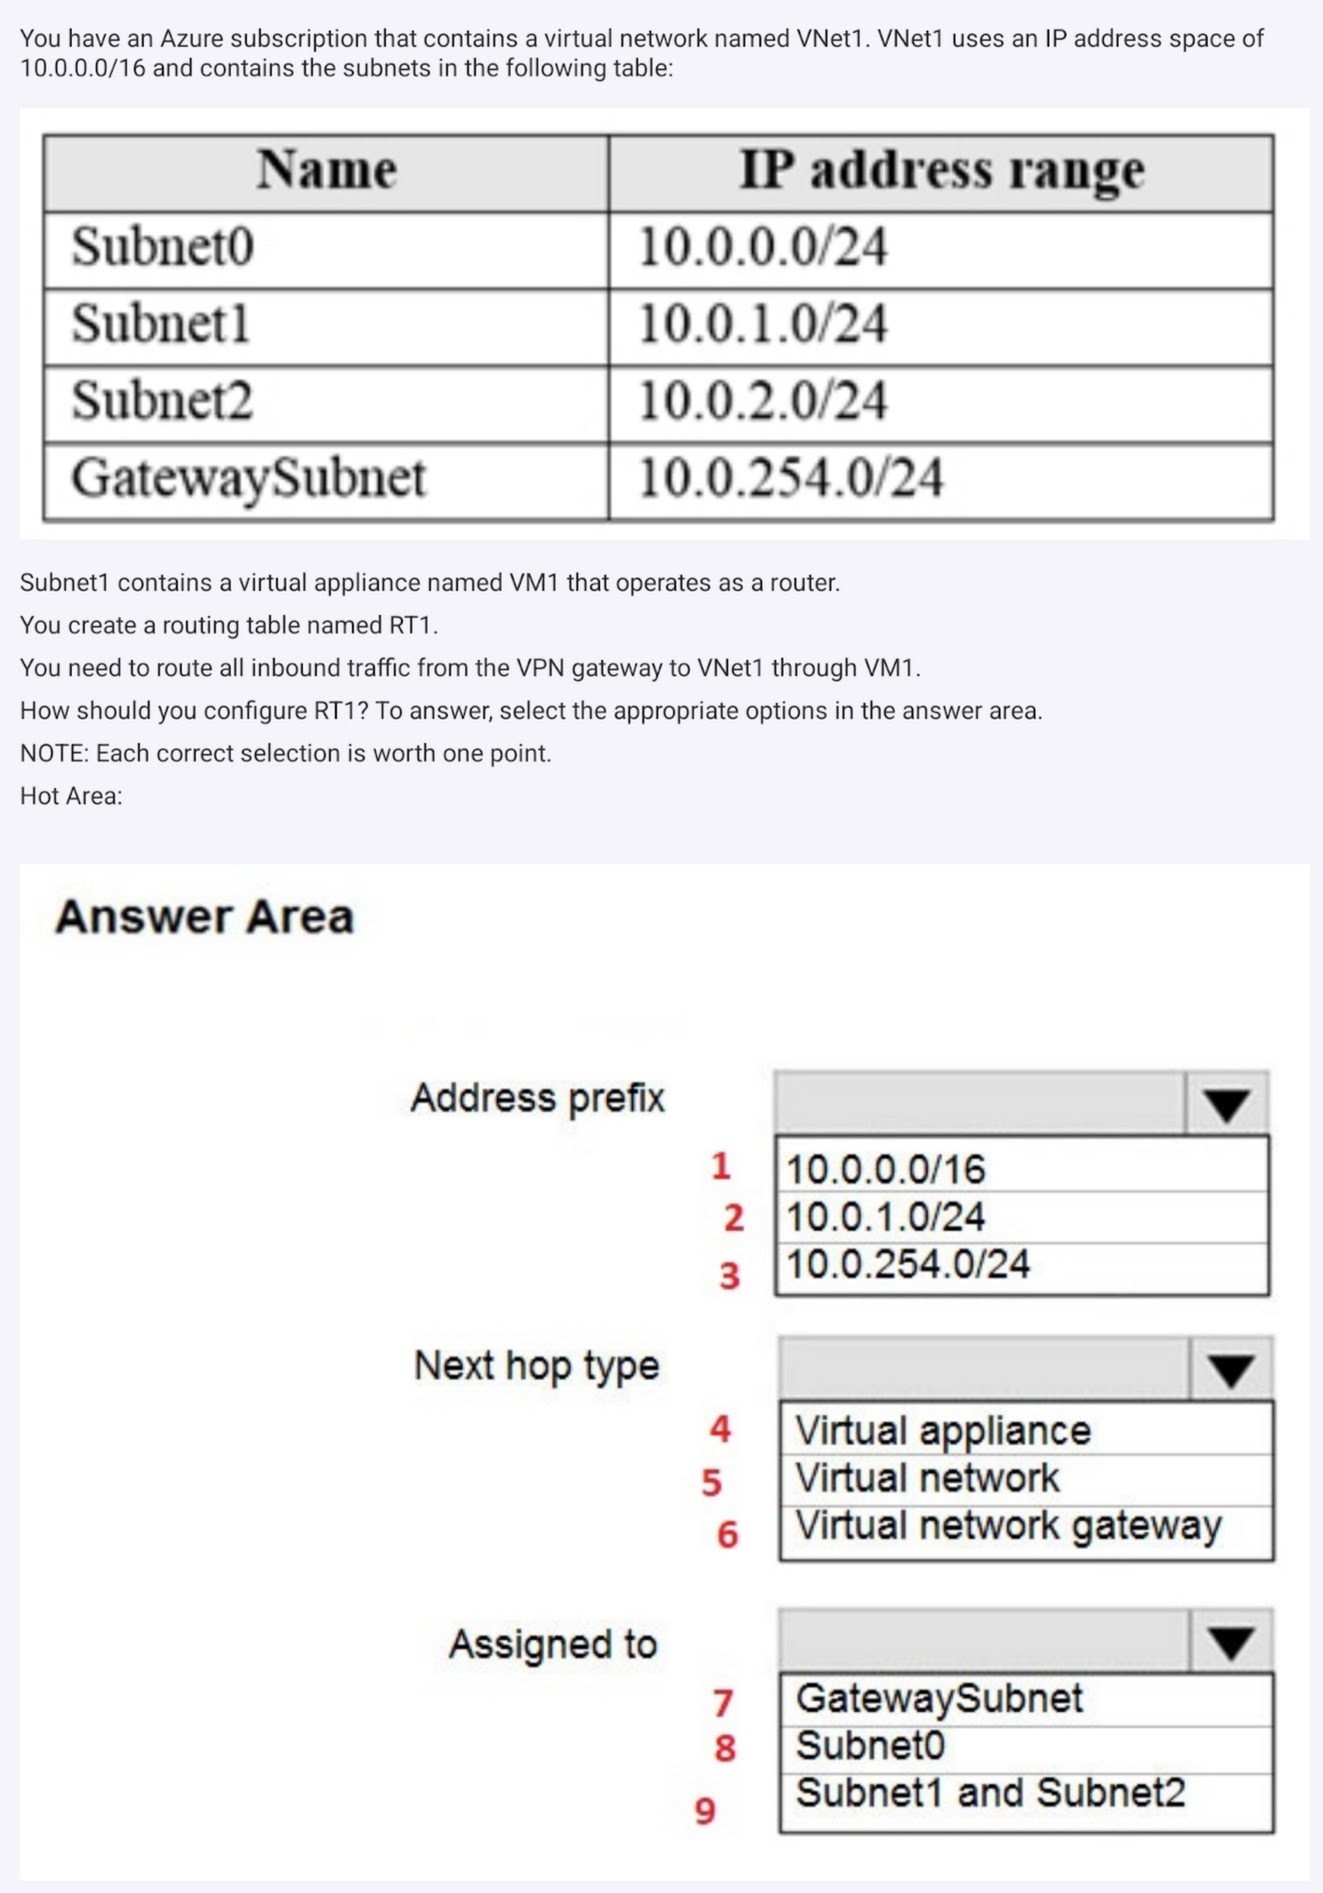 You have an Azure subscription that contains a virtual network named VNet1. VNet1 uses an IP address space of
10.0.0.0/16 and contains the subnets in the following table:
Name IP address range
Subnet0 10.0.0.0/24
Subnet1 10.0.1.0/24
Subnet2 10.0.2.0/24
GatewaySubnet 10.0.254.0/24
Subnet1 contains a virtual appliance named VM1 that operates as a router.
You create a routing table named RT1.
You need to route all inbound traffic from the VPN gateway to VNet1 through VM1.
How should you configure RT1? To answer, select the appropriate options in the answer area.
NOTE: Each correct selection is worth one point.
Hot Area:
Answer Area
Address prefix
1 10.0.0.0/16
2 10.0.1.0/24
3 10.0.254.0/24
Next hop type
4 Virtual appliance
5 Virtual network
6 Virtual network gateway
Assigned to
7 GatewaySubnet
8 Subnet0
9 Subnet1 and Subnet2